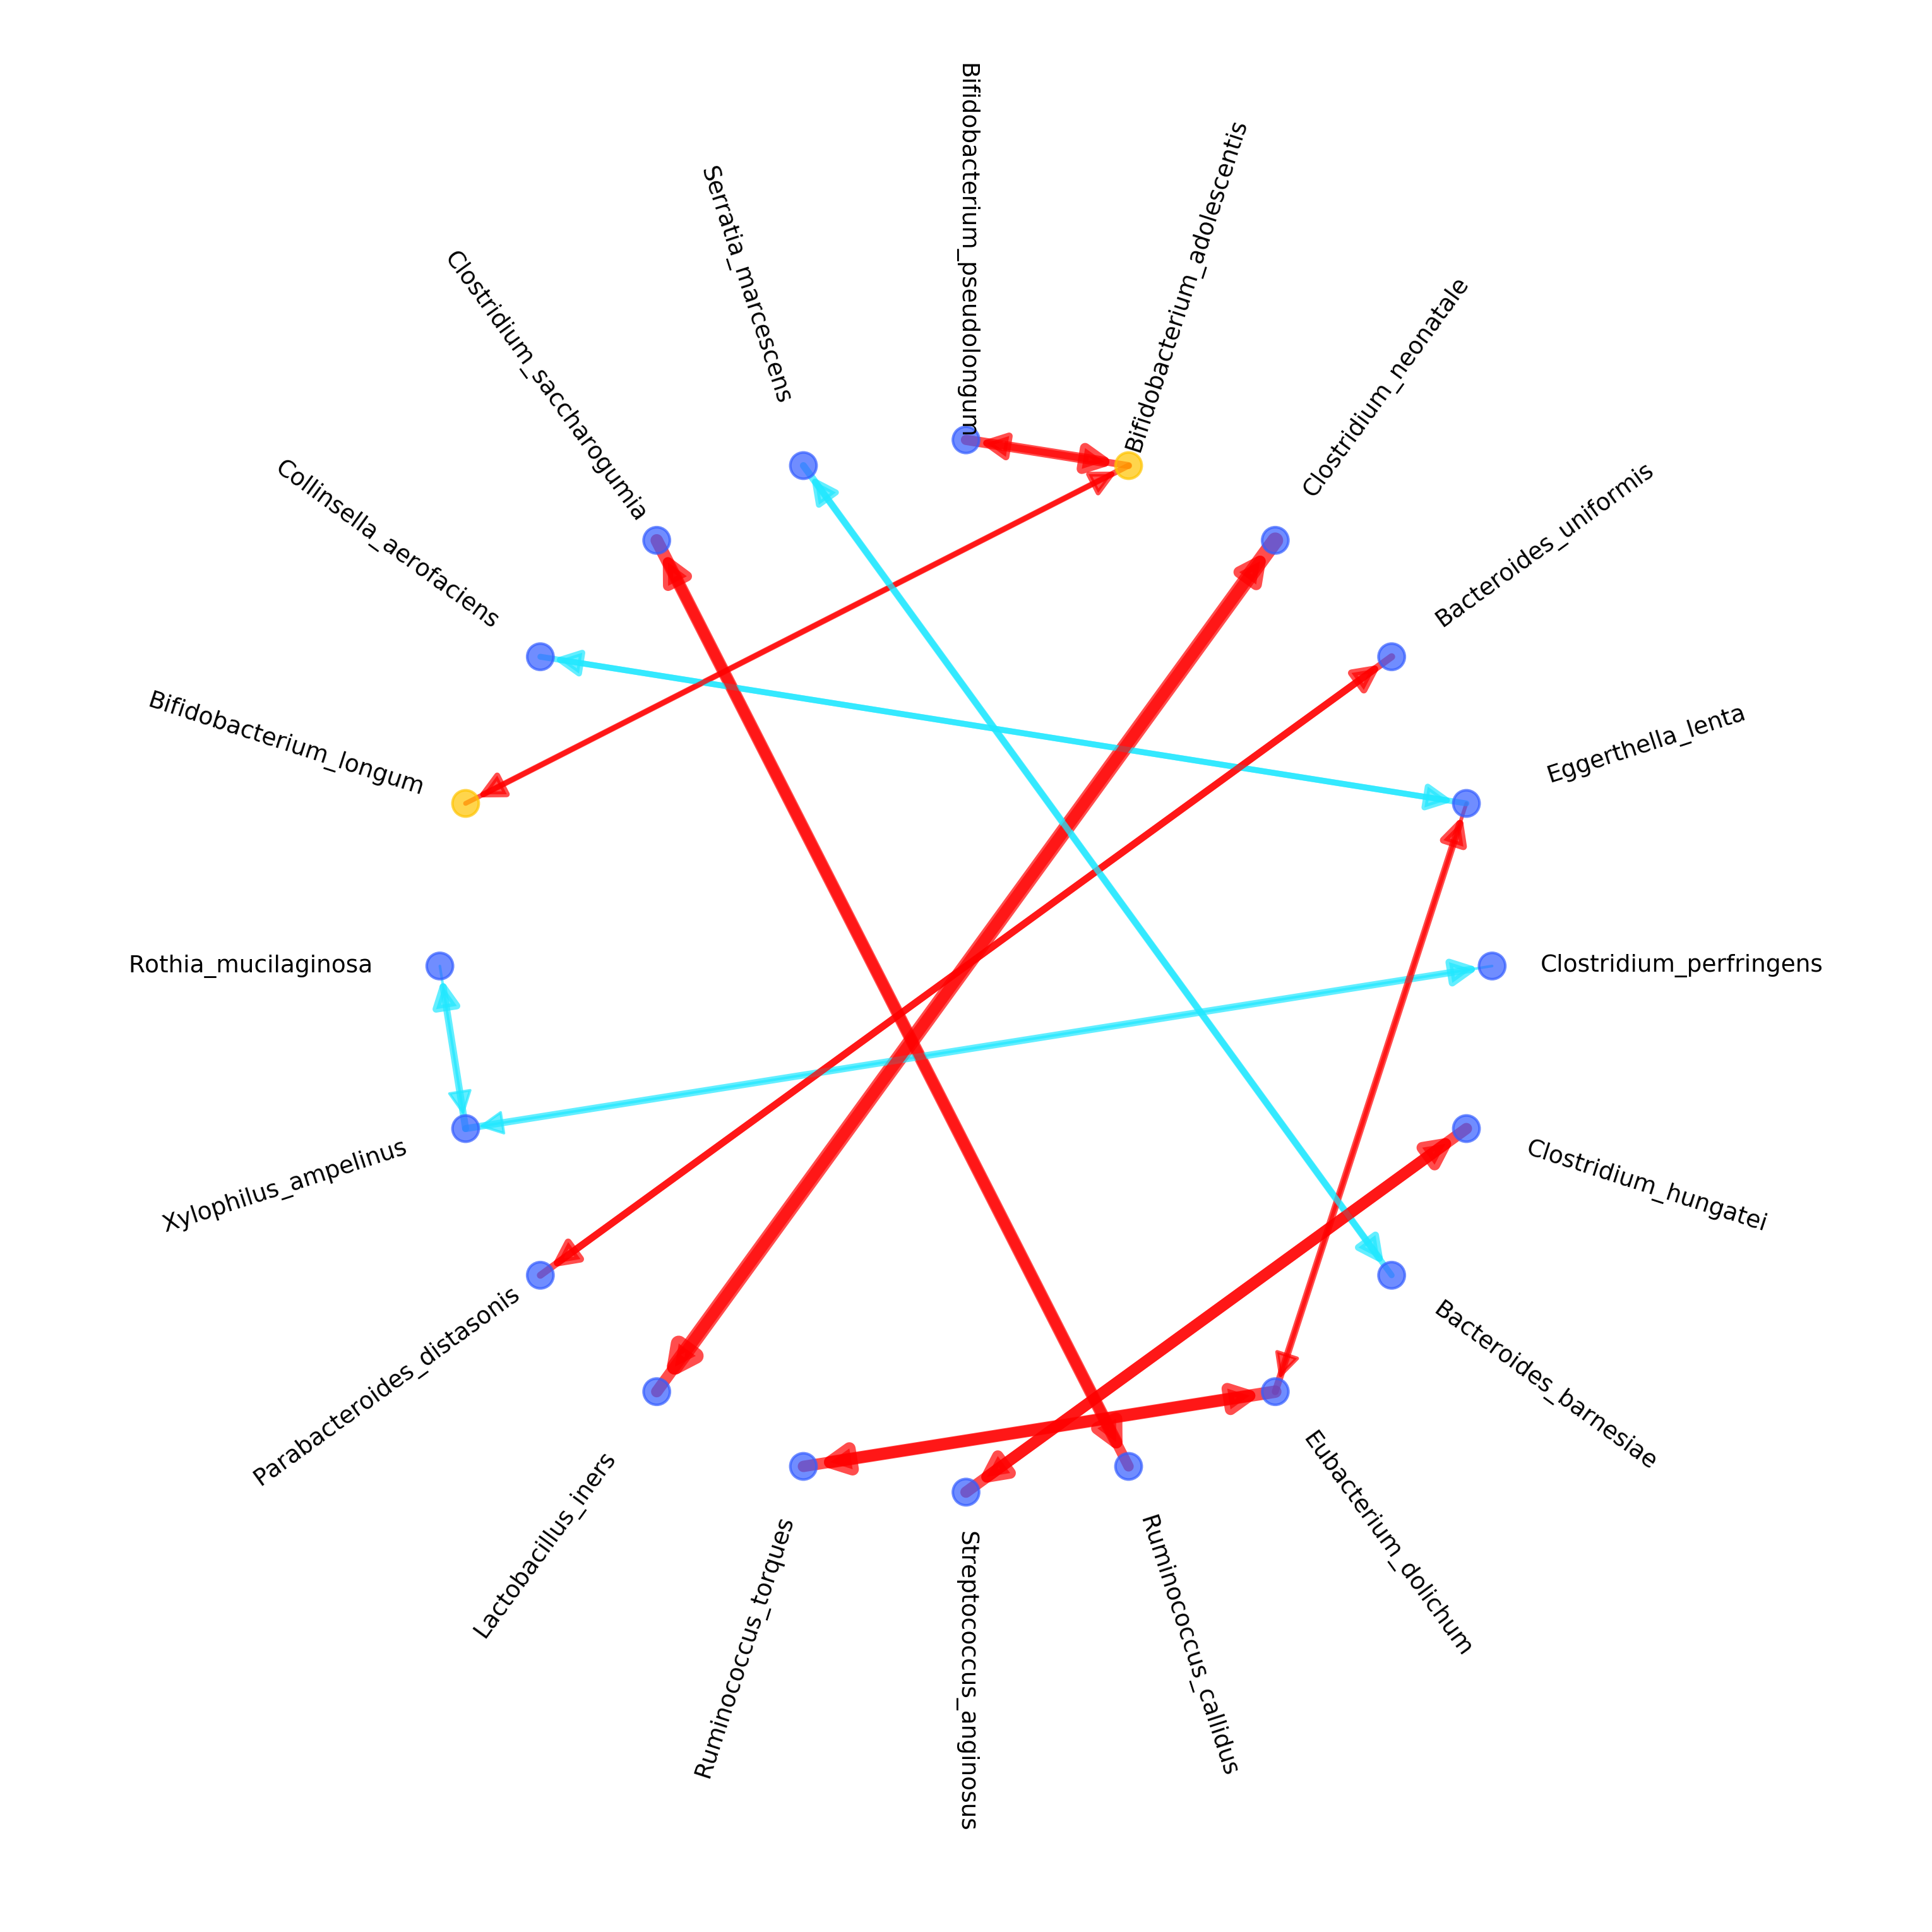 Bifidobacterium_pseudolongum
Bifidobacterium_adolescentis
Serratia_marcescens
Clostridium_saccharogumia
Clostridium_neonatale
Collinsella_aerofaciens
Bacteroides_uniformis
Bifidobacterium_longum
Eggerthella_lenta
Rothia_mucilaginosa
Clostridium_perfringens
Xylophilus_ampelinus
Clostridium_hungatei
Parabacteroides_distasonis
Bacteroides_barnesiae
Lactobacillus_iners
Eubacterium_dolichum
Ruminococcus_torques
Streptococcus_anginosus
Ruminococcus_callidus